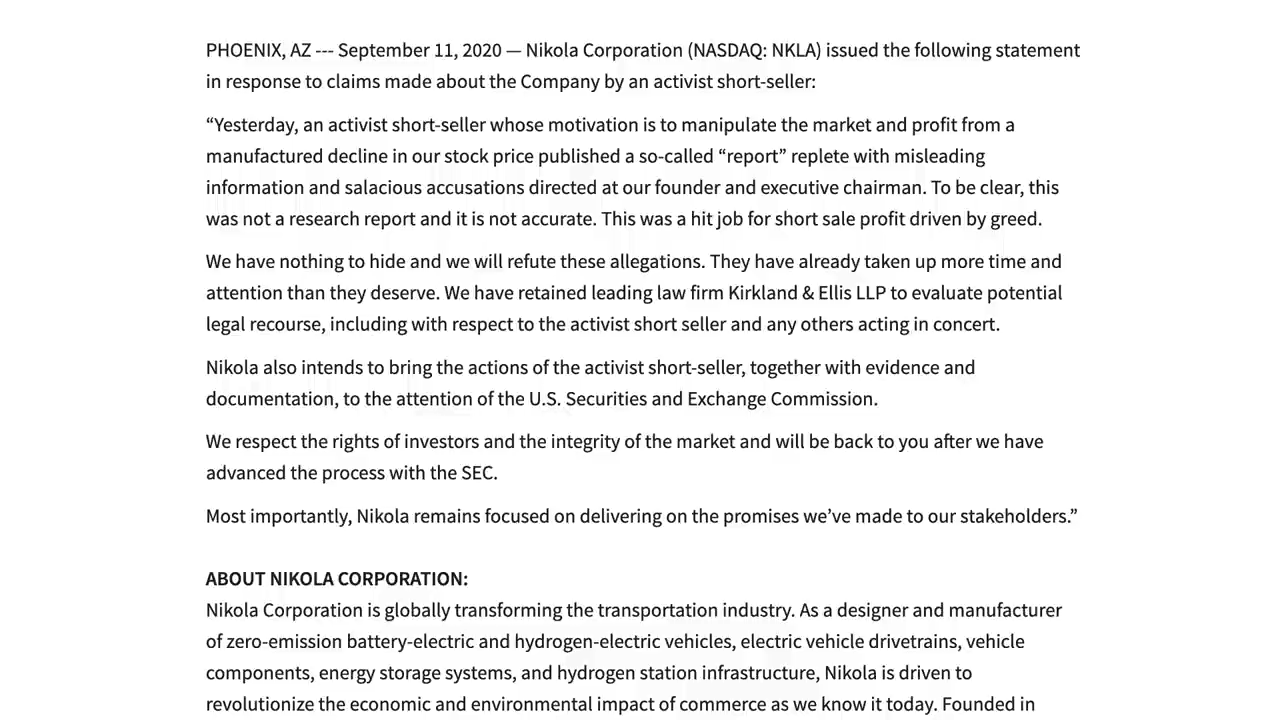 PHOENIX, AZ --- September 11, 2020 — Nikola Corporation (NASDAQ: NKLA) issued the following statement
in response to claims made about the Company by an activist short-seller:
“Yesterday, an activist short-seller whose motivation is to manipulate the market and profit from a
manufactured decline in our stock price published a so-called “report” replete with misleading
information and salacious accusations directed at our founder and executive chairman. To be clear, this
was not a research report and it is not accurate. This was a hit job for short sale profit driven by greed.
We have nothing to hide and we will refute these allegations. They have already taken up more time and
attention than they deserve. We have retained leading law firm Kirkland & Ellis LLP to evaluate potential
legal recourse, including with respect to the activist short seller and any others acting in concert.
Nikola also intends to bring the actions of the activist short-seller, together with evidence and
documentation, to the attention of the U.S. Securities and Exchange Commission.
We respect the rights of investors and the integrity of the market and will be back to you after we have
advanced the process with the SEC.
Most importantly, Nikola remains focused on delivering on the promises we’ve made to our stakeholders.”
ABOUT NIKOLA CORPORATION:
Nikola Corporation is globally transforming the transportation industry. As a designer and manufacturer
of zero-emission battery-electric and hydrogen-electric vehicles, electric vehicle drivetrains, vehicle
components, energy storage systems, and hydrogen station infrastructure, Nikola is driven to
revolutionize the economic and environmental impact of commerce as we know it today. Founded in